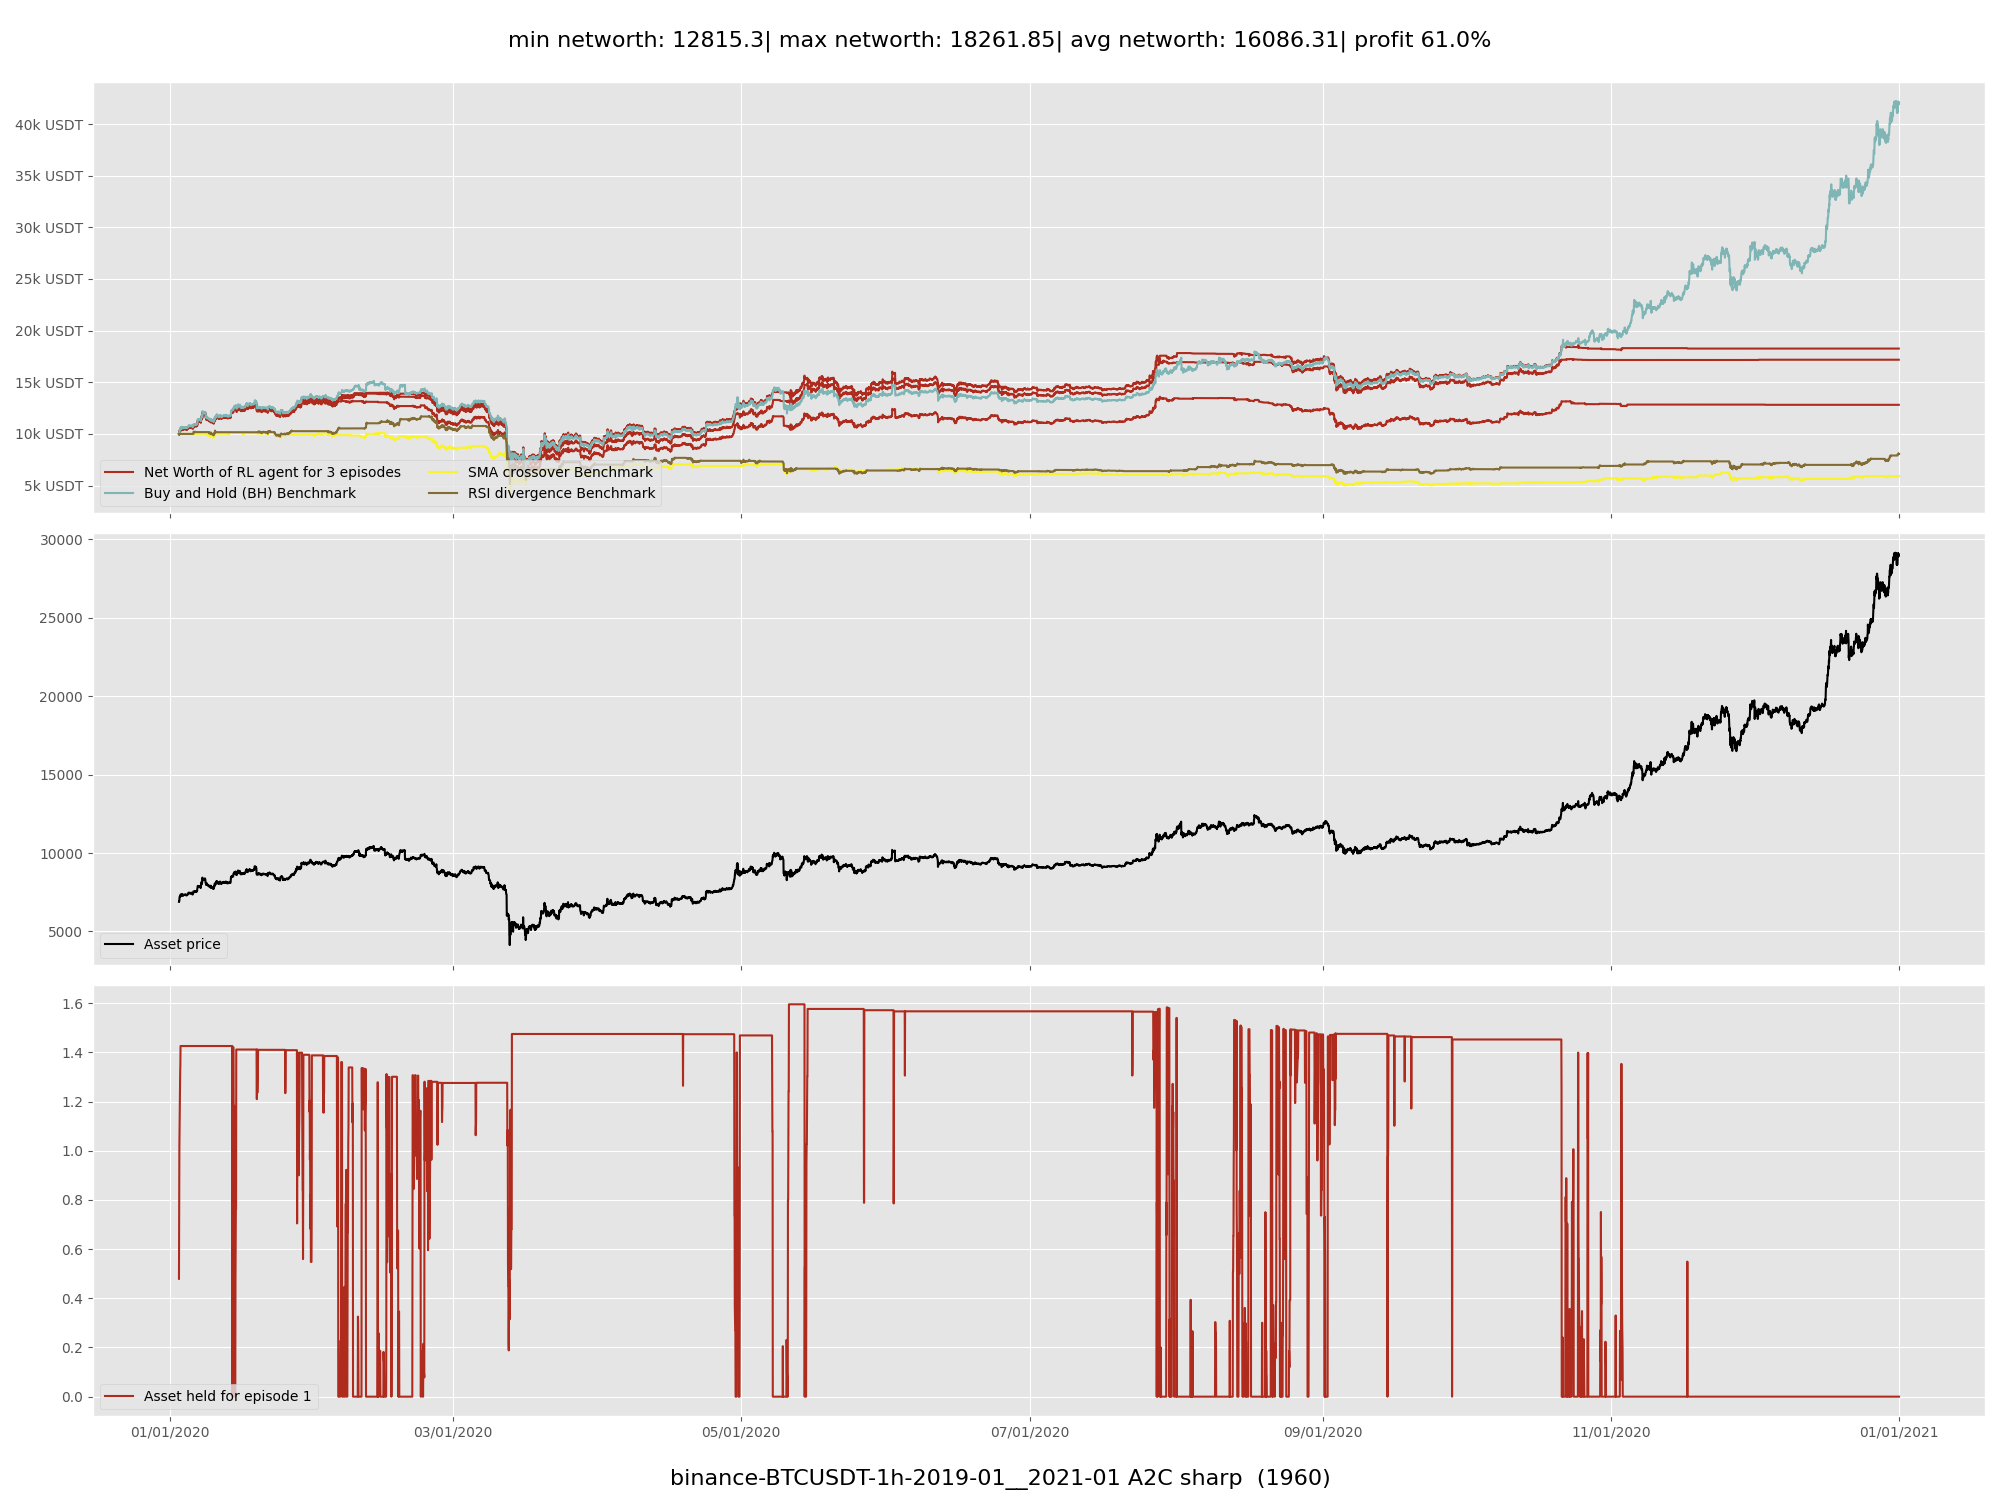 min networth: 12815.3| max networth: 18261.85| avg networth: 16086.31| profit 61.0%
40k USDT
35k USDT
30k USDT
25k USDT
20k USDT
15k USDT
10k USDT
5k USDT
Net Worth of RL agent for 3 episodes
Buy and Hold (BH) Benchmark
SMA crossover Benchmark
RSI divergence Benchmark
30000
25000
20000
15000
10000
5000
Asset price
1.6
1.4
1.2
1.0
0.8
0.6
0.4
0.2
0.0
Asset held for episode 1
01/01/2020 03/01/2020 05/01/2020 07/01/2020 09/01/2020 11/01/2020 01/01/2021
binance-BTCUSDT-1h-2019-01__2021-01 A2C sharp (1960)